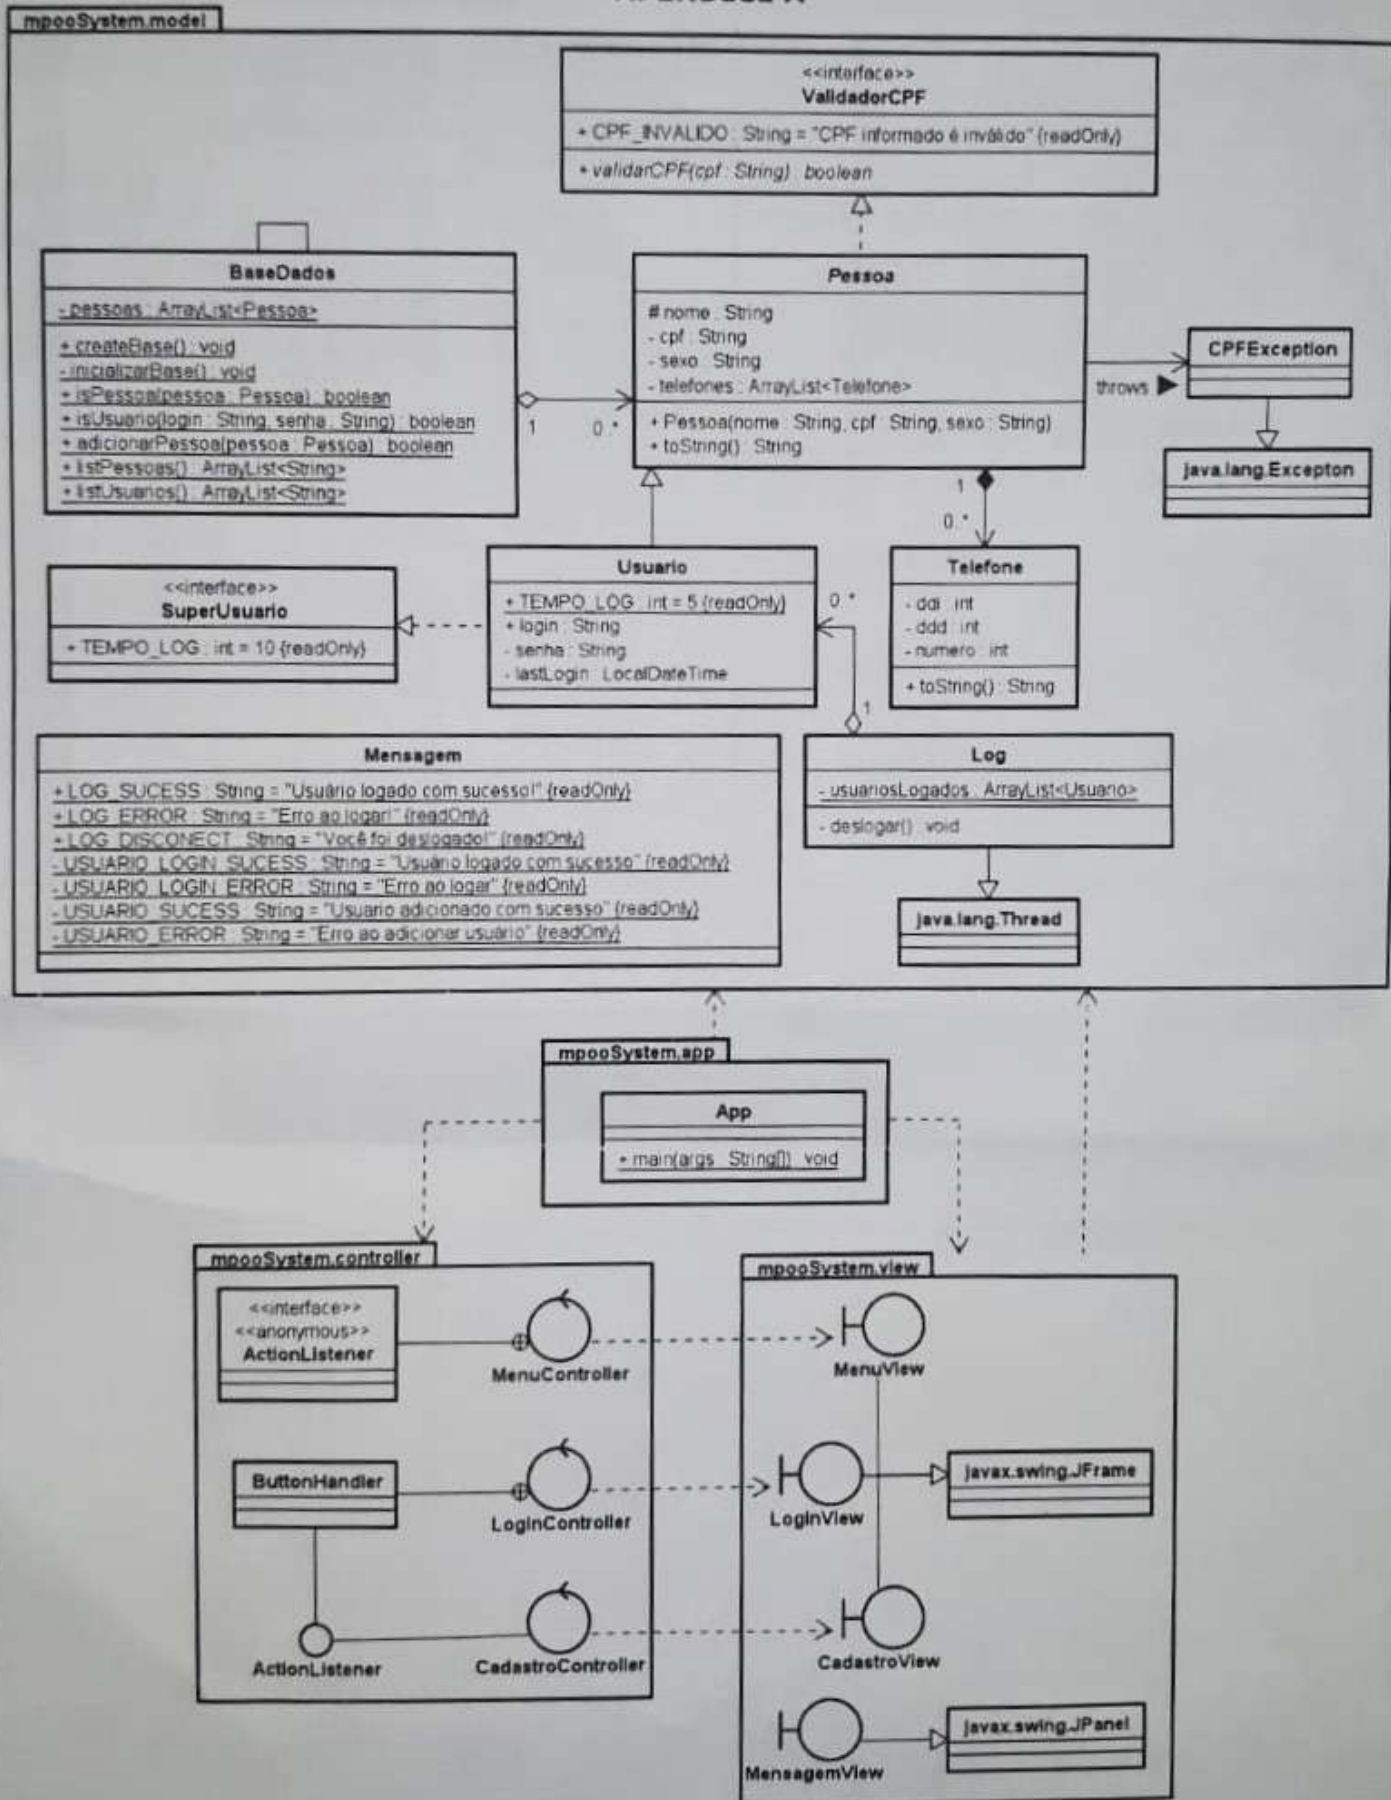 mpooSystem.model
<<interface>>
ValidadorCPF
+ CPF_INVALIDO : String = "CPF informado é inválido" {readOnly}
+ validarCPF(cpf : String) : boolean
BaseDados
- pessoas : ArrayList<Pessoa>
+ createBase() : void
- inicializarBase() : void
+ isPessoa(pessoa : Pessoa) : boolean
+ isUsuario(login : String, senha : String) : boolean
+ adicionarPessoa(pessoa : Pessoa) : boolean
+ listPessoas() : ArrayList<String>
+ listUsuarios() : ArrayList<String>
1
0..*
Pessoa
# nome : String
- cpf : String
- sexo : String
- telefones : ArrayList<Telefone>
+ Pessoa(nome : String, cpf : String, sexo : String)
+ toString() : String
throws
CPFException
java.lang.Excepton
1
0..*
<<interface>>
SuperUsuario
+ TEMPO_LOG : int = 10 {readOnly}
Usuario
+ TEMPO_LOG : int = 5 {readOnly}
+ login : String
- senha : String
- lastLogin : LocalDateTime
0..*
1
Telefone
- ddi : int
- ddd : int
- numero : int
+ toString() : String
Mensagem
+ LOG_SUCESS : String = "Usuário logado com sucesso!" {readOnly}
+ LOG_ERROR : String = "Erro ao logar!" {readOnly}
+ LOG_DISCONECT : String = "Você foi deslogado!" {readOnly}
- USUARIO_LOGIN_SUCESS : String = "Usuário logado com sucesso" {readOnly}
- USUARIO_LOGIN_ERROR : String = "Erro ao logar" {readOnly}
- USUARIO_SUCESS : String = "Usuario adicionado com sucesso" {readOnly}
- USUARIO_ERROR : String = "Erro ao adicionar usuário" {readOnly}
Log
- usuariosLogados : ArrayList<Usuario>
- deslogar() : void
java.lang.Thread
mpooSystem.app
App
+ main(args : String[]) : void
mpooSystem.controller
<<interface>>
<<anonymous>>
ActionListener
MenuController
ButtonHandler
LoginController
ActionListener
CadastroController
mpooSystem.view
MenuView
LoginView
javax.swing.JFrame
CadastroView
MensagemView
javax.swing.JPanel